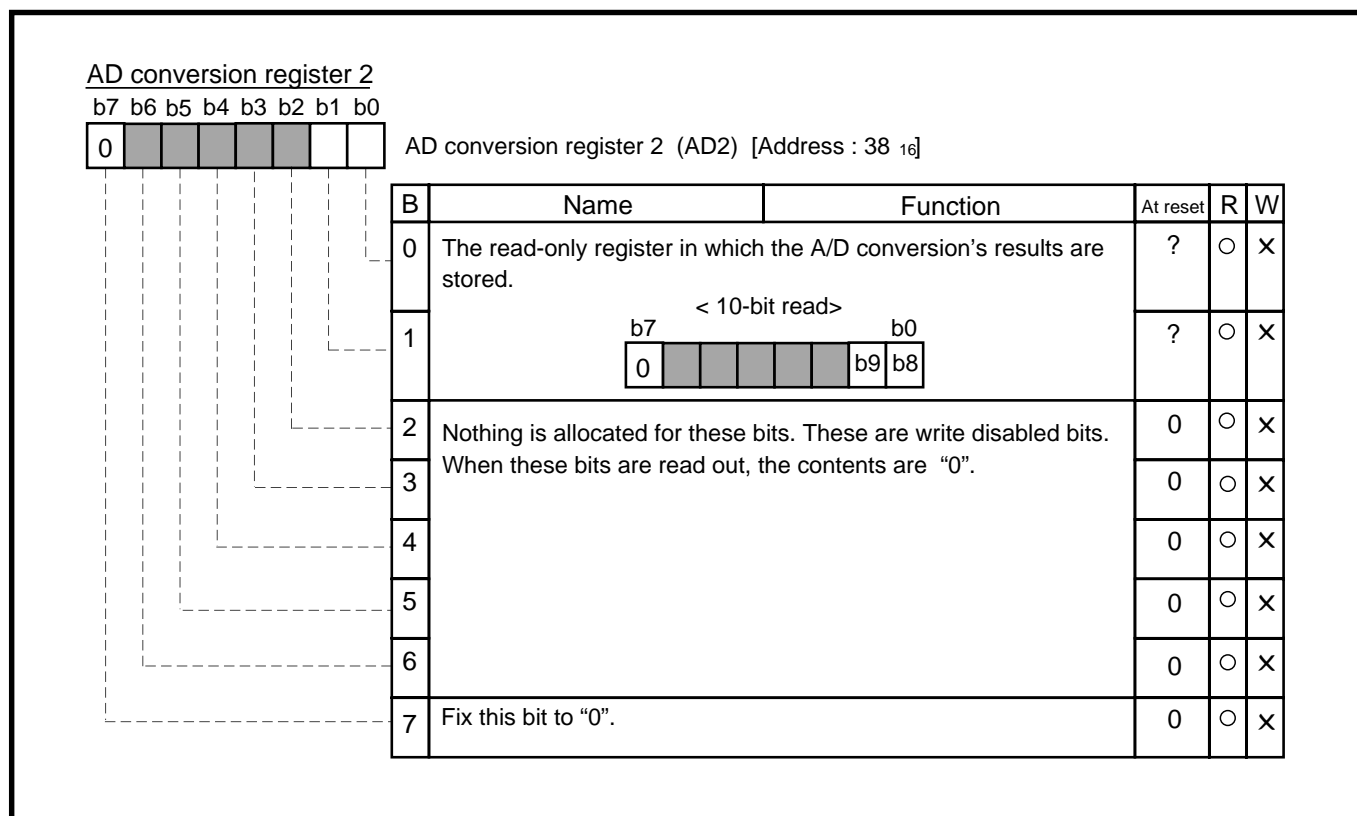 AD conversion register 2
b7 b6 b5 b4 b3 b2 b1 b0
0
AD conversion register 2 (AD2) [Address : 38 16]
B Name Function At reset R W
0 The read-only register in which the A/D conversion’s results are ? ○ ×
stored.
< 10-bit read>
b7 b0
1 ? ○ ×
0 b9 b8
2 Nothing is allocated for these bits. These are write disabled bits. 0 ○ ×
When these bits are read out, the contents are “0”.
3 0 ○ ×
4 0 ○ ×
5 0 ○ ×
6 0 ○ ×
7 Fix this bit to “0”. 0 ○ ×